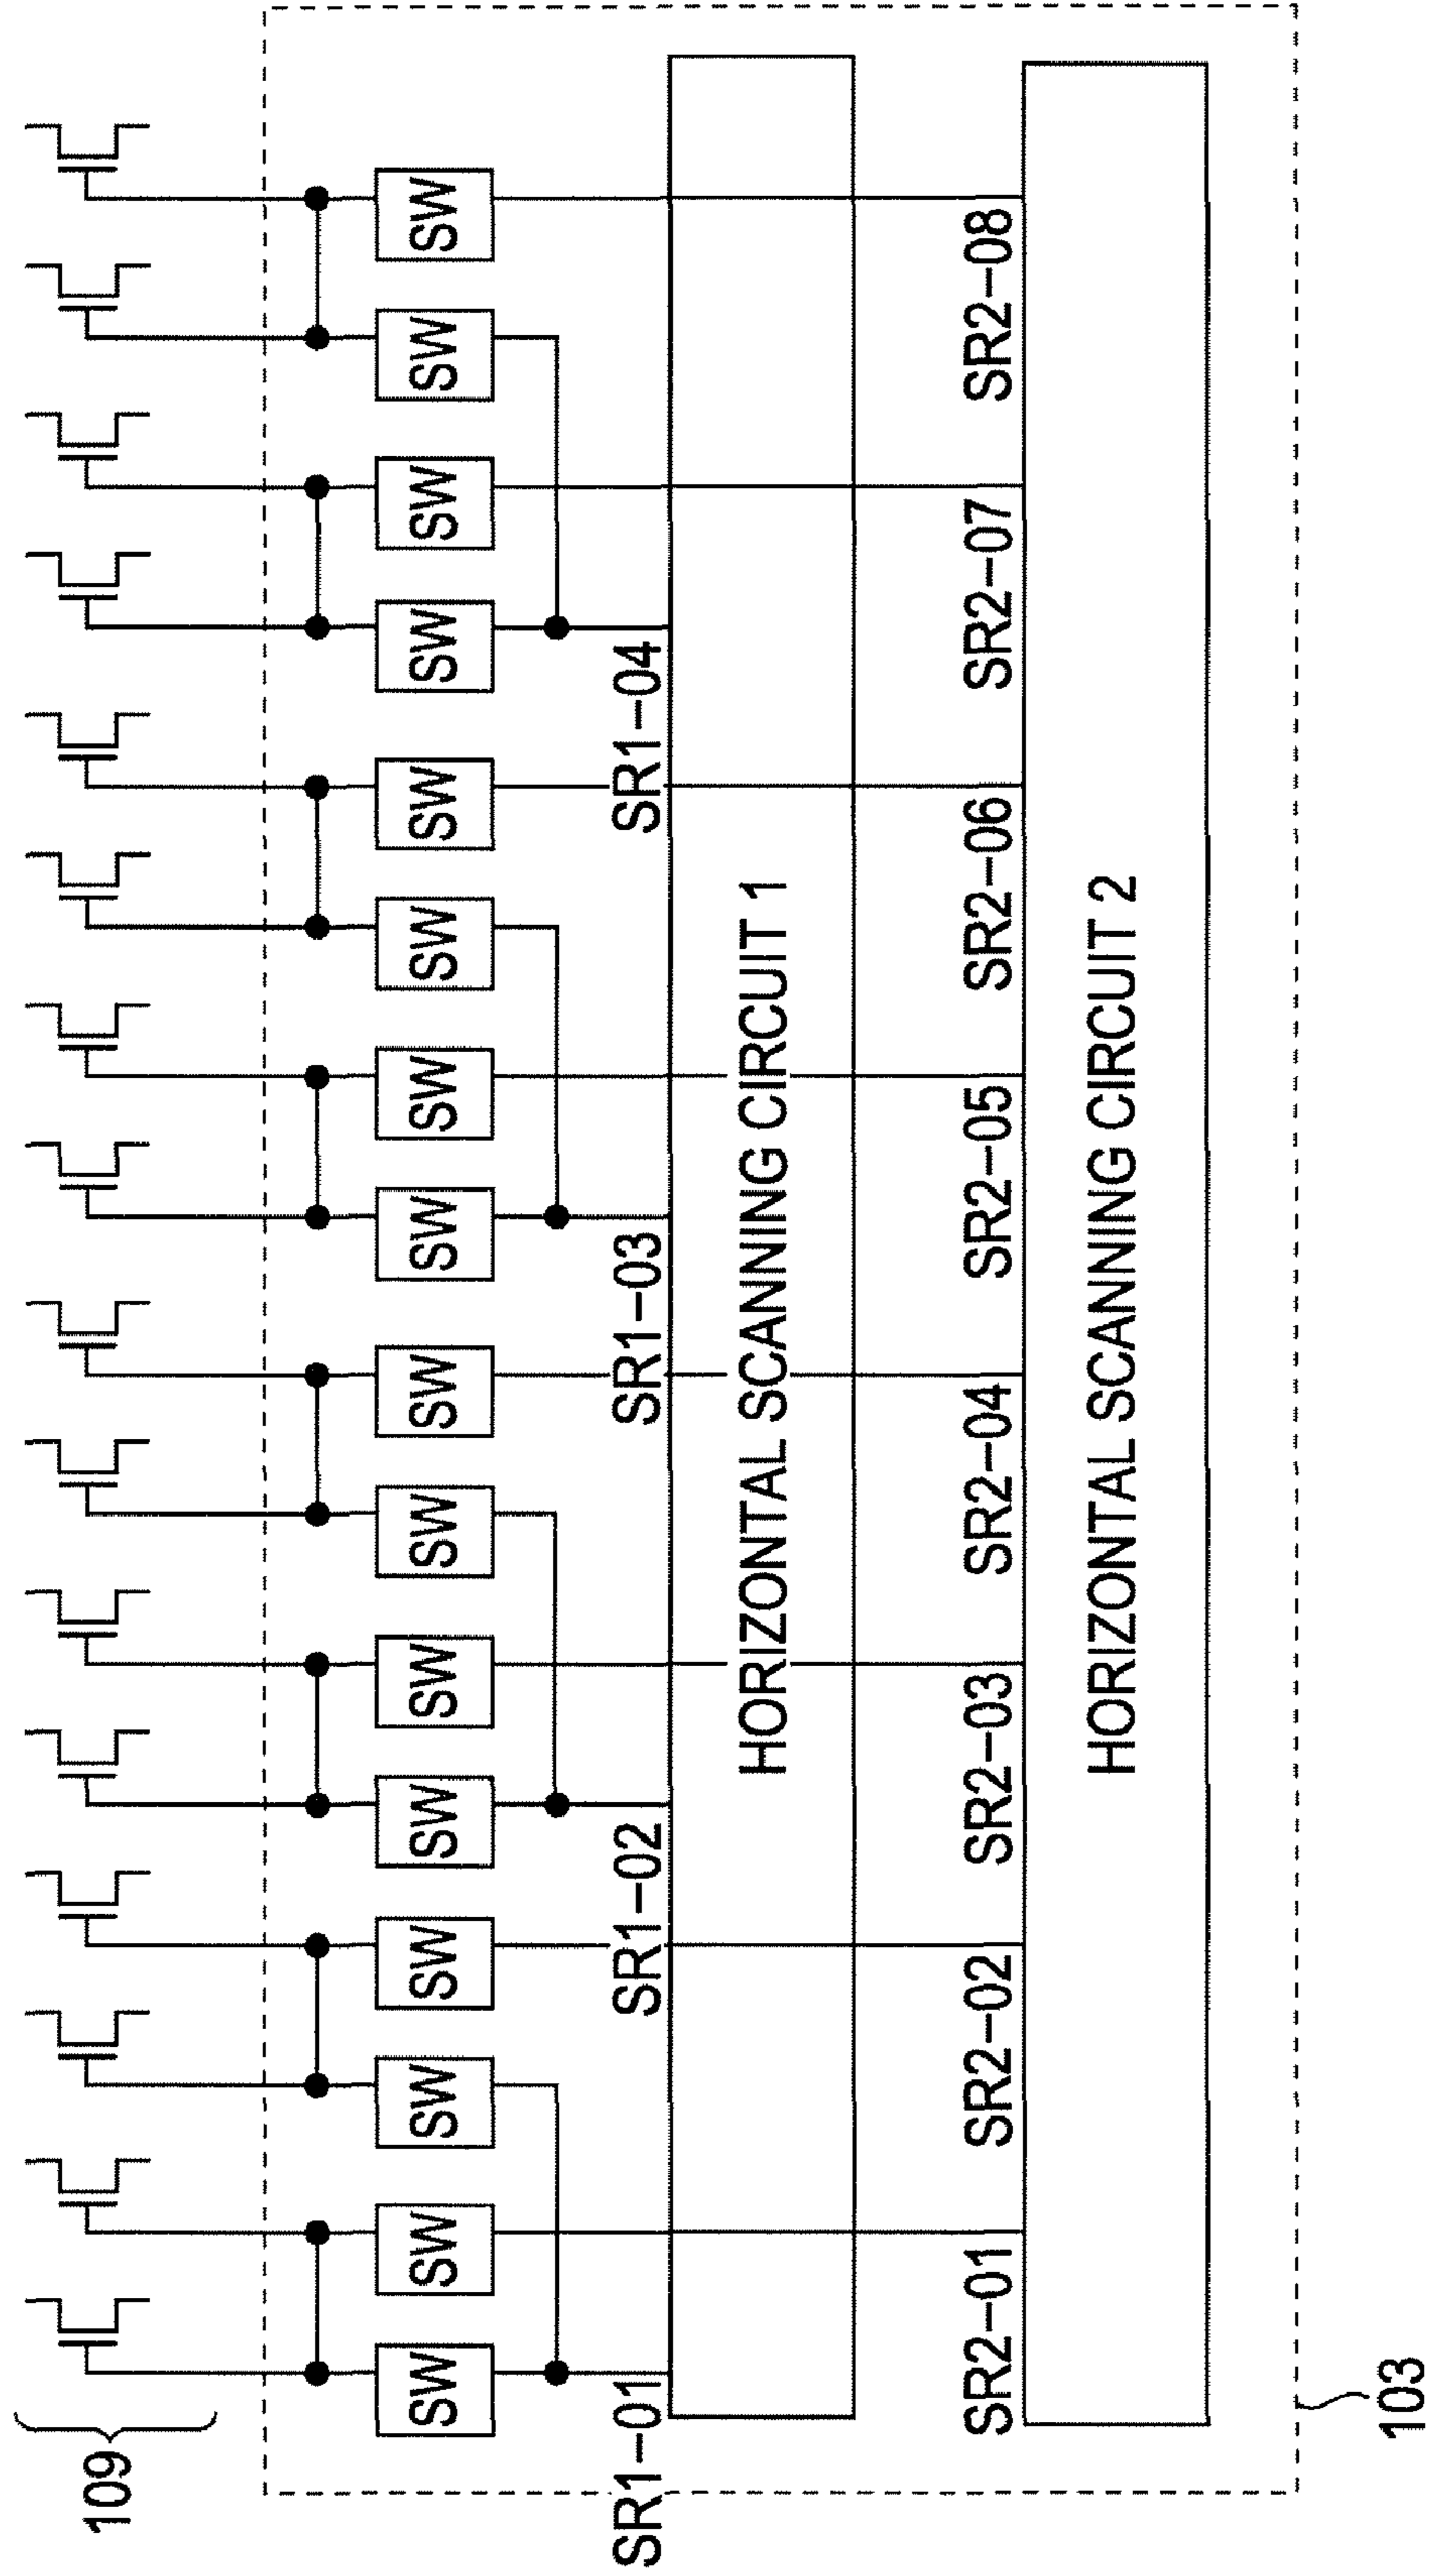 109
SW SW SW SW SW SW SW SW SW SW SW SW SW SW SW SW
SR1-01 SR1-02 SR1-03 SR1-04
HORIZONTAL SCANNING CIRCUIT 1
SR2-01 SR2-02 SR2-03 SR2-04 SR2-05 SR2-06 SR2-07 SR2-08
HORIZONTAL SCANNING CIRCUIT 2
103